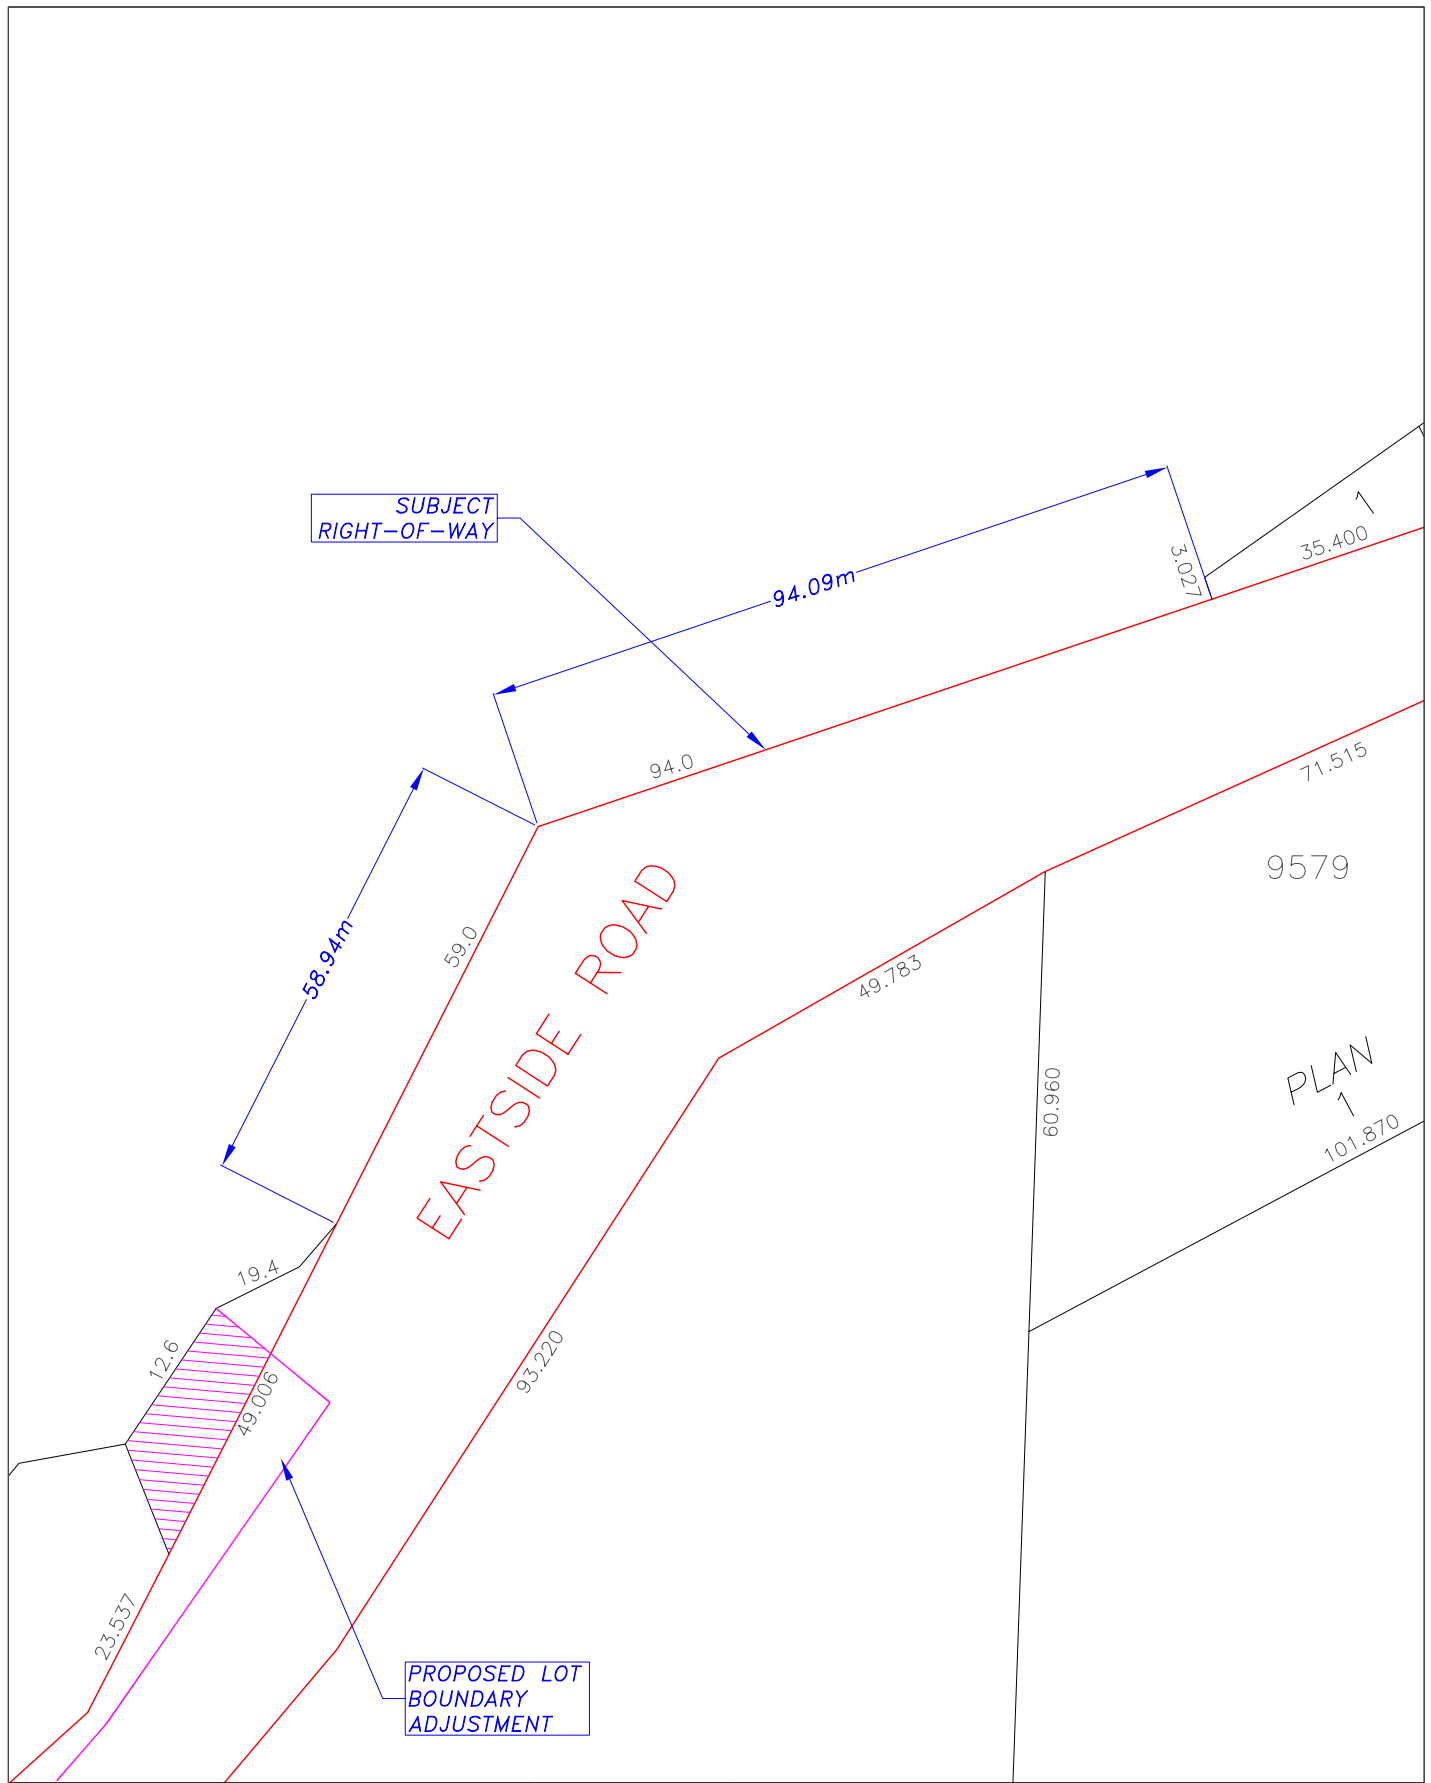 SUBJECT
RIGHT-OF-WAY
1
35.400
3.027
94.09m
94.0
71.515
9579
59.0
58.94m
EASTSIDE ROAD
49.783
PLAN
1
60.960
101.870
19.4
12.6
93.220
49.006
23.537
PROPOSED LOT
BOUNDARY
ADJUSTMENT